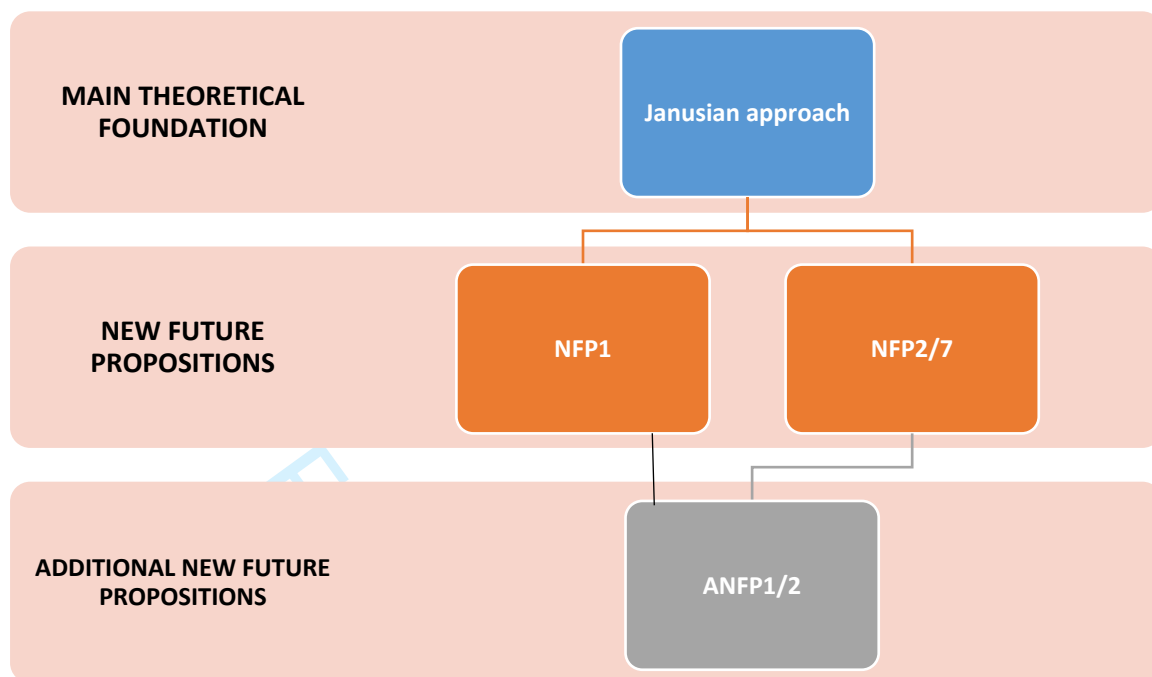 MAIN THEORETICAL
FOUNDATION
Janusian approach
NEW FUTURE
PROPOSITIONS
NFP1
NFP2/7
ADDITIONAL NEW FUTURE
PROPOSITIONS
ANFP1/2